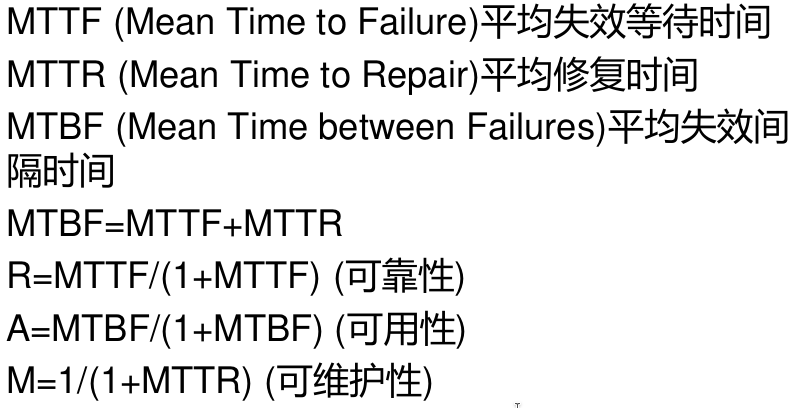 MTTF (Mean Time to Failure)平均失效等待时间
MTTR (Mean Time to Repair)平均修复时间
MTBF (Mean Time between Failures)平均失效间
隔时间
MTBF=MTTF+MTTR
R=MTTF/(1+MTTF) (可靠性)
A=MTBF/(1+MTBF) (可用性)
M=1/(1+MTTR) (可维护性)